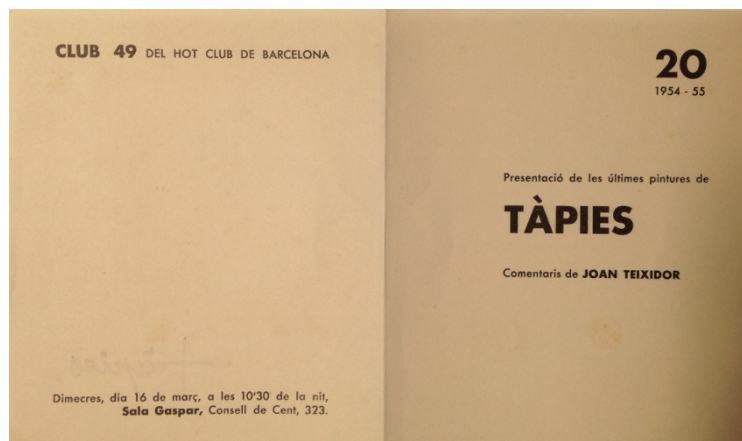 CLUB 49 DEL HOT CLUB DE BARCELONA
Dimecres, dia 16 de març, a les 10'30 de la nit,
Sala Gaspar, Consell de Cent, 323.
20
1954 - 55
Presentació de les últimes pintures de
TÀPIES
Comentaris de JOAN TEIXIDOR